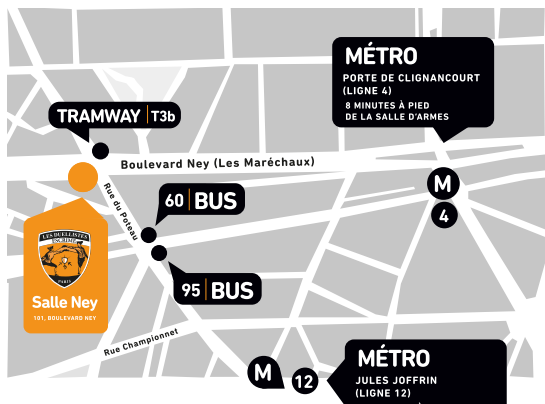 MÉTRO
PORTE DE CLIGNANCOURT
(LIGNE 4)
8 MINUTES À PIED
DE LA SALLE D'ARMES
TRAMWAY T3b
Boulevard Ney (Les Maréchaux)
M
4
Rue du Poteau
60 BUS
LES DUELLISTES
ESCRIME
PARIS
Salle Ney
101, BOULEVARD NEY
95 BUS
Rue Championnet
M
12
MÉTRO
JULES JOFFRIN
(LIGNE 12)